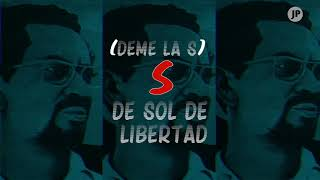 JP
(DEME LA S)
S
DE SOL DE
LIBERTAD